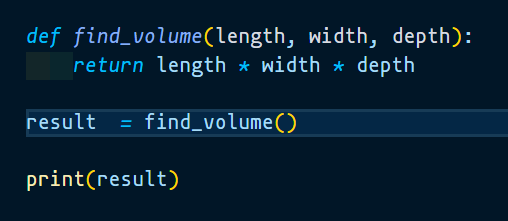 def find_volume(length, width, depth):
    return length * width * depth

result  = find_volume()

print(result)